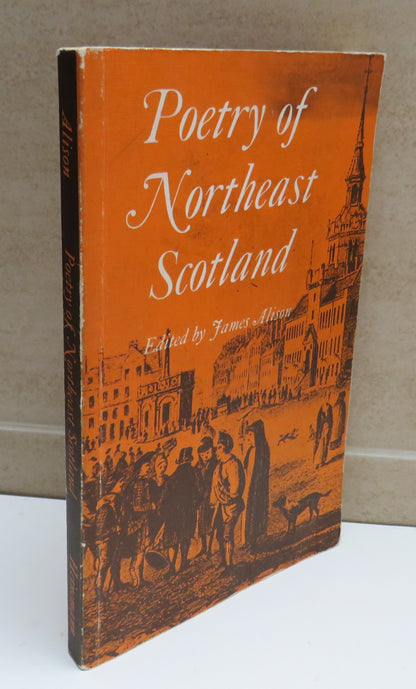 Poetry of
Northeast
Scotland
Edited by James Alison
Alison
Poetry of Northeast Scotland